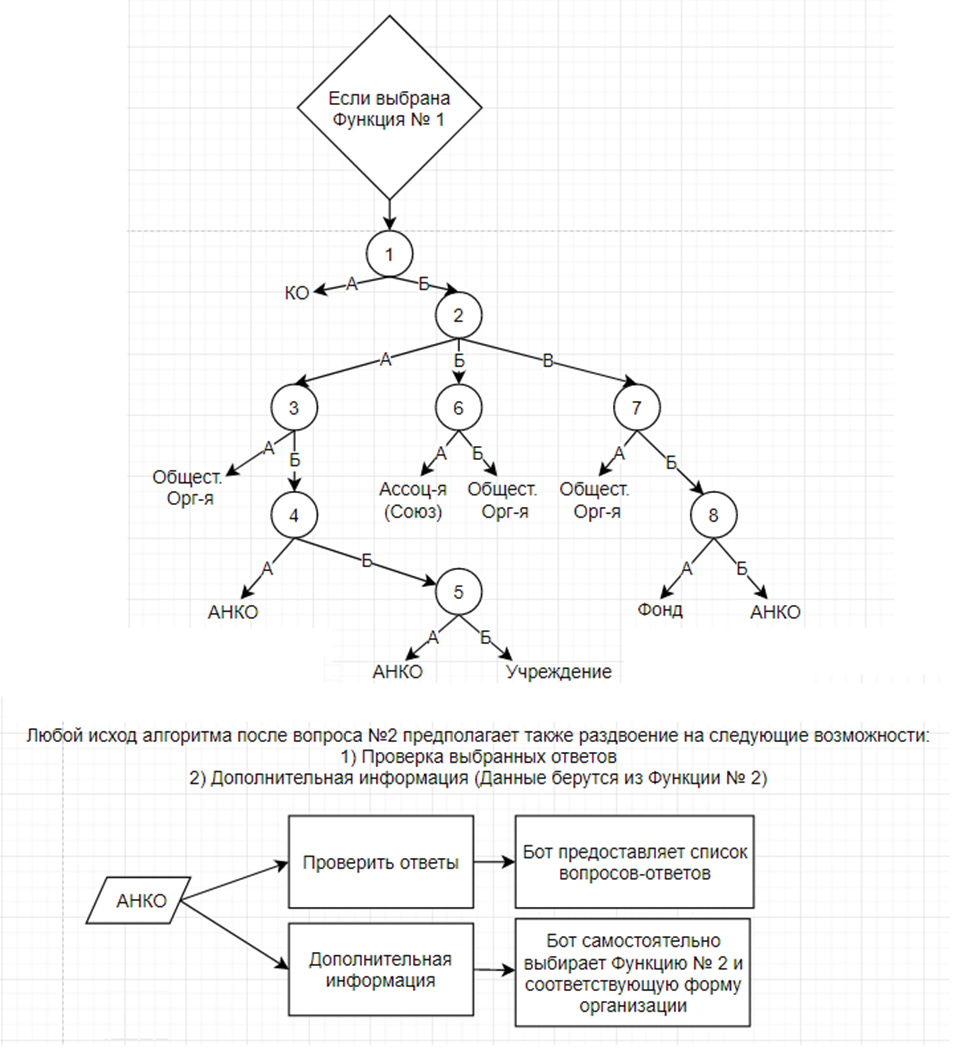 Если выбрана
Функция № 1
1
А
Б
КО
2
А
Б
В
3
6
7
А
Б
А
Б
А
Б
Общест.
Орг-я
Ассоц-я
(Союз)
Общест.
Орг-я
Общест.
Орг-я
4
8
А
Б
А
Б
АНКО
5
Фонд
АНКО
А
Б
АНКО
Учреждение
Любой исход алгоритма после вопроса №2 предполагает также раздвоение на следующие возможности:
1) Проверка выбранных ответов
2) Дополнительная информация (Данные берутся из Функции № 2)
АНКО
Проверить ответы
Бот предоставляет список
вопросов-ответов
Дополнительная
информация
Бот самостоятельно
выбирает Функцию № 2 и
соответствующую форму
организации